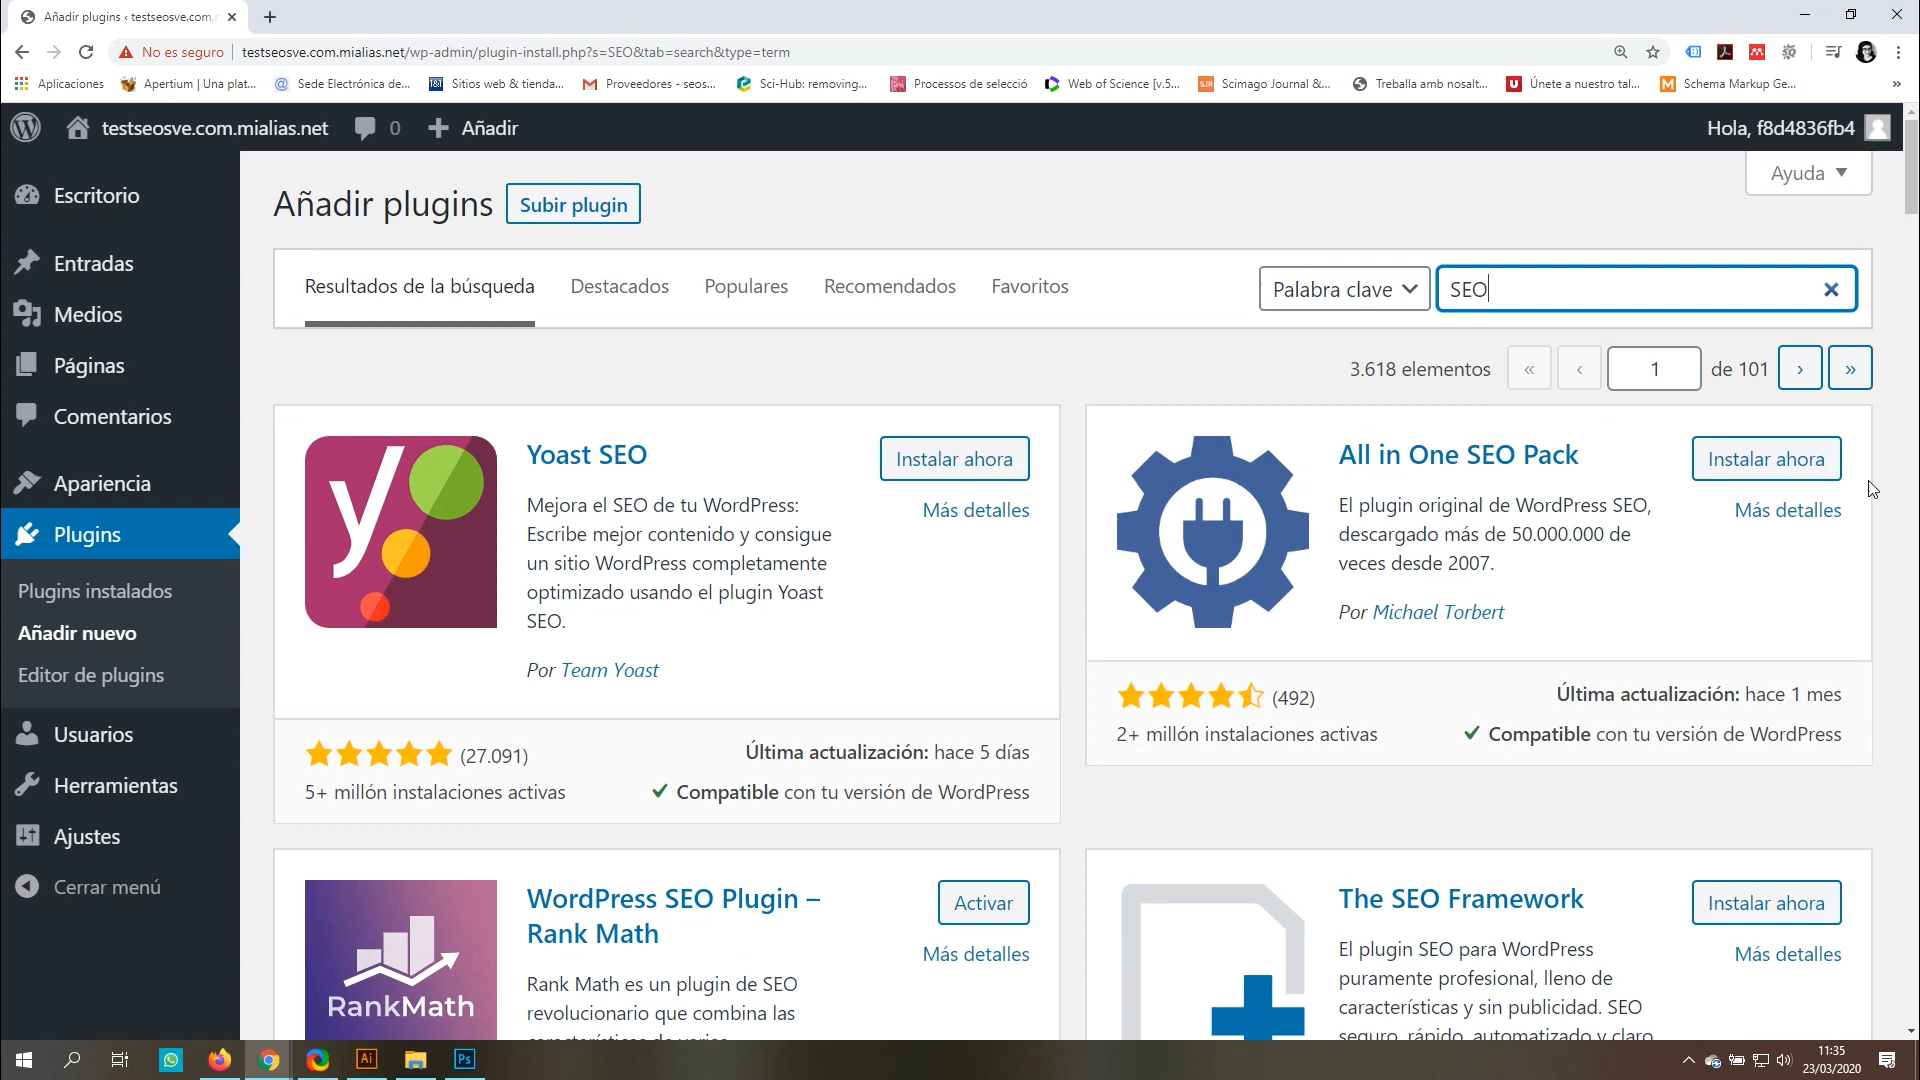 Añadir plugins ‹ testseosve.com.m
No es seguro
testseosve.com.mialias.net/wp-admin/plugin-install.php?s=SEO&tab=search&type=term
Aplicaciones
Apertium | Una plat...
Sede Electrónica de...
Sitios web & tienda...
Proveedores - seos...
Sci-Hub: removing...
Processos de selecció
Web of Science [v.5...
Scimago Journal &...
Treballa amb nosalt...
Únete a nuestro tal...
Schema Markup Ge...
testseosve.com.mialias.net
0
Añadir
Hola, f8d4836fb4
Escritorio
Entradas
Medios
Páginas
Comentarios
Apariencia
Plugins
Plugins instalados
Añadir nuevo
Editor de plugins
Usuarios
Herramientas
Ajustes
Cerrar menú
Ayuda
Añadir plugins
Subir plugin
Resultados de la búsqueda
Destacados
Populares
Recomendados
Favoritos
Palabra clave
SEO
3.618 elementos
«
‹
1
de 101
›
»
Yoast SEO
Instalar ahora
Más detalles
Mejora el SEO de tu WordPress:
Escribe mejor contenido y consigue
un sitio WordPress completamente
optimizado usando el plugin Yoast
SEO.
Por Team Yoast
(27.091)
Última actualización: hace 5 días
5+ millón instalaciones activas
Compatible con tu versión de WordPress
All in One SEO Pack
Instalar ahora
Más detalles
El plugin original de WordPress SEO,
descargado más de 50.000.000 de
veces desde 2007.
Por Michael Torbert
(492)
Última actualización: hace 1 mes
2+ millón instalaciones activas
Compatible con tu versión de WordPress
RankMath
WordPress SEO Plugin –
Rank Math
Activar
Más detalles
Rank Math es un plugin de SEO
revolucionario que combina las
características de varios
The SEO Framework
Instalar ahora
Más detalles
El plugin SEO para WordPress
puramente profesional, lleno de
características y sin publicidad. SEO
seguro, rápido, automatizado y claro
Ai
Ps
11:35
23/03/2020